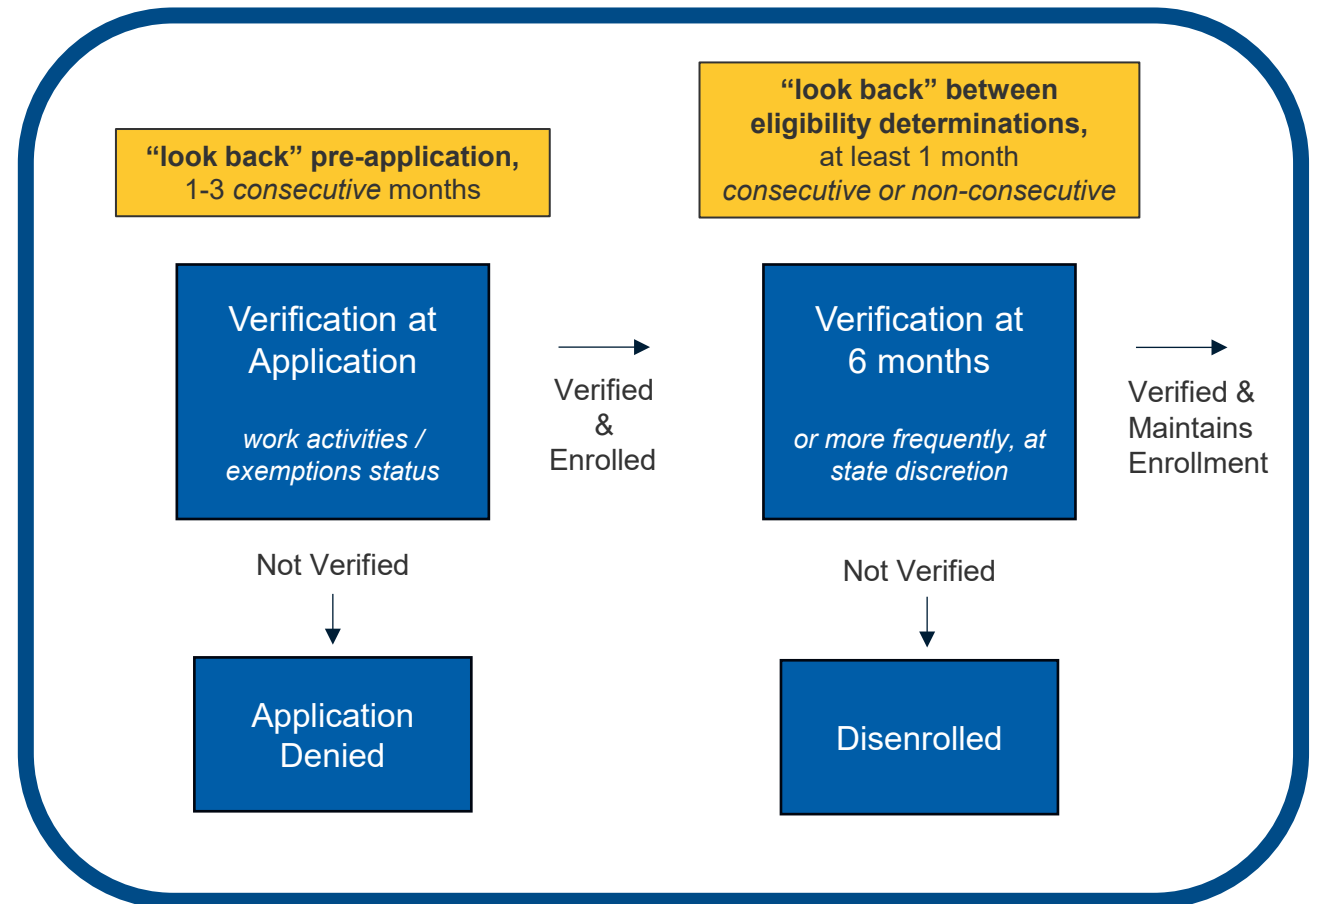 “look back” pre-application,
1-3 consecutive months
“look back” between
eligibility determinations,
at least 1 month
consecutive or non-consecutive
Verification at
Application
work activities /
exemptions status
Verified
&
Enrolled
Verification at
6 months
or more frequently, at
state discretion
Verified &
Maintains
Enrollment
Not Verified
Not Verified
Application
Denied
Disenrolled